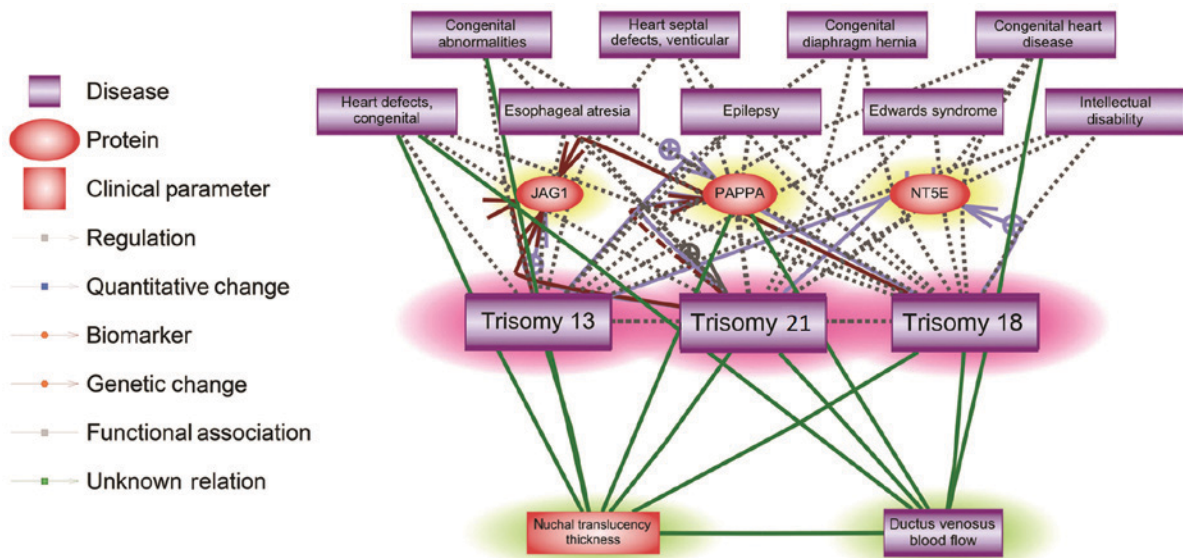 Disease
Protein
Clinical parameter
Regulation
Quantitative change
Biomarker
Genetic change
Functional association
Unknown relation
Congenital
abnormalities
Heart septal
defects, venticular
Congenital
diaphragm hernia
Congenital heart
disease
Heart defects,
congenital
Esophageal atresia
Epilepsy
Edwards syndrome
Intellectual
disability
JAG1
PAPPA
NT5E
Trisomy 13
Trisomy 21
Trisomy 18
Nuchal translucency
thickness
Ductus venosus
blood flow